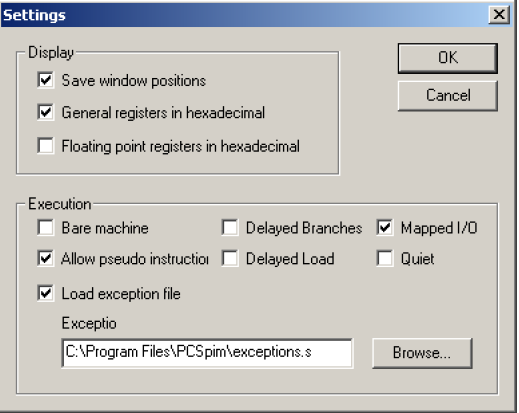 Settings
Display
Save window positions
General registers in hexadecimal
Floating point registers in hexadecimal
OK
Cancel
Execution
Bare machine
Delayed Branches
Mapped I/O
Allow pseudo instruction
Delayed Load
Quiet
Load exception file
Exceptio
C:\Program Files\PCSpim\exceptions.s
Browse...